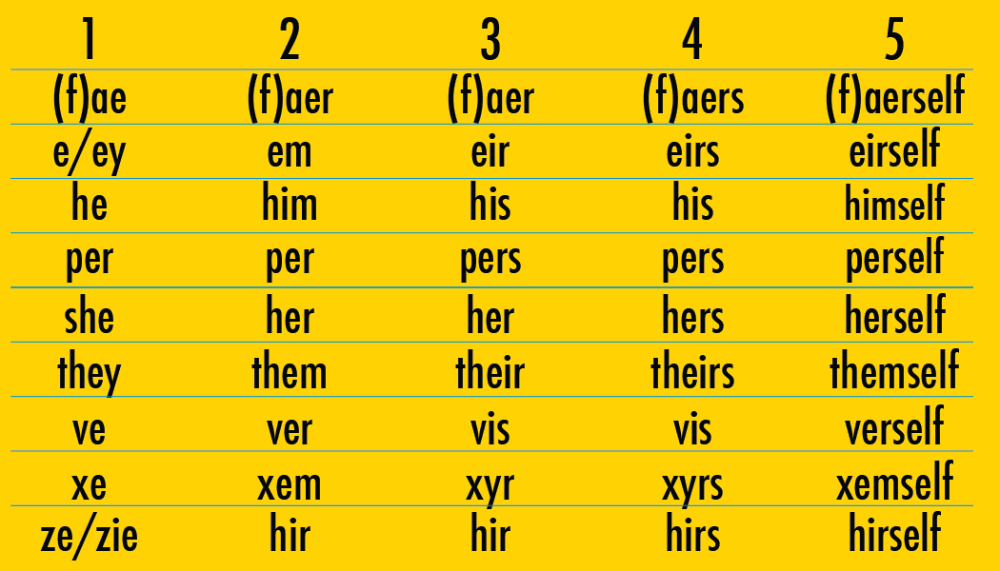 1 2 3 4 5
(f)ae (f)aer (f)aer (f)aers (f)aerself
e/ey em eir eirs eirself
he him his his himself
per per pers pers perself
she her her hers herself
they them their theirs themself
ve ver vis vis verself
xe xem xyr xyrs xemself
ze/zie hir hir hirs hirself